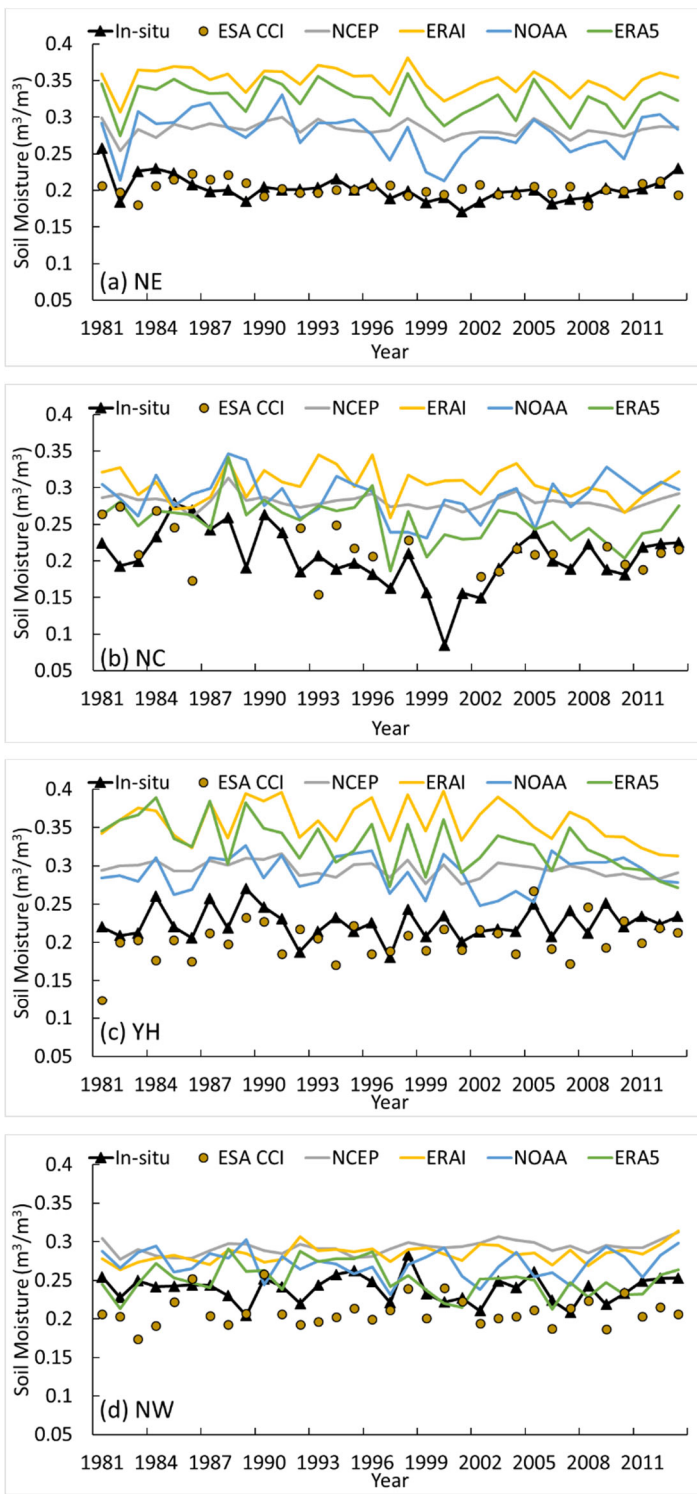 In-situ ESA CCI NCEP ERAI NOAA ERA5
0.4
0.35
0.3
0.25
0.2
0.15
0.1
0.05
Soil Moisture (m³/m³)
(a) NE
1981 1984 1987 1990 1993 1996 1999 2002 2005 2008 2011
Year
In-situ ESA CCI NCEP ERAI NOAA ERA5
0.4
0.35
0.3
0.25
0.2
0.15
0.1
0.05
Soil Moisture (m³/m³)
(b) NC
1981 1984 1987 1990 1993 1996 1999 2002 2005 2008 2011
Year
In-situ ESA CCI NCEP ERAI NOAA ERA5
0.4
0.35
0.3
0.25
0.2
0.15
0.1
0.05
Soil Moisture (m³/m³)
(c) YH
1981 1984 1987 1990 1993 1996 1999 2002 2005 2008 2011
Year
In-situ ESA CCI NCEP ERAI NOAA ERA5
0.4
0.35
0.3
0.25
0.2
0.15
0.1
0.05
Soil Moisture (m³/m³)
(d) NW
1981 1984 1987 1990 1993 1996 1999 2002 2005 2008 2011
Year